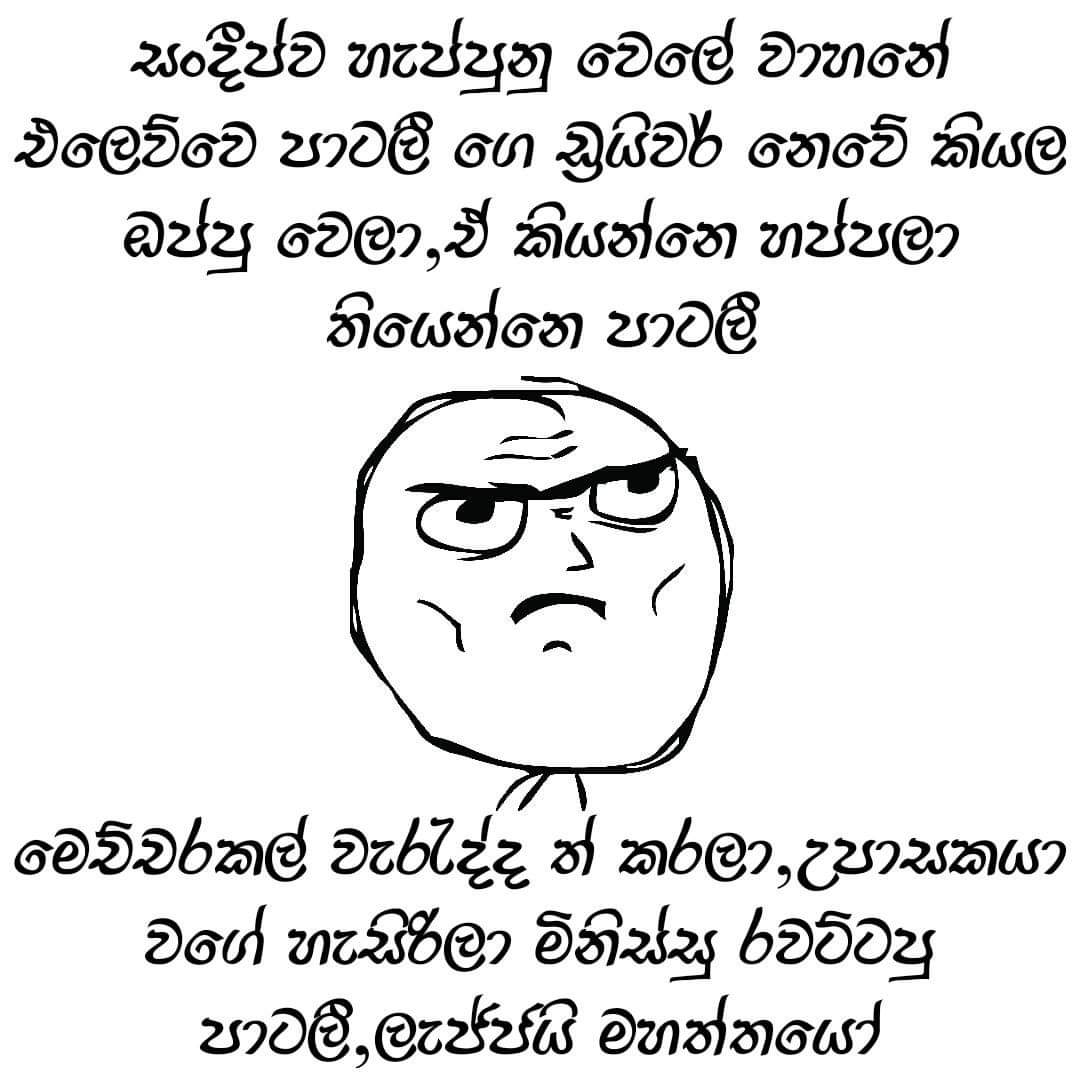 සංදීප්ව හැප්පුනු වෙලේ වාහනේ
එලෙව්වෙ පාටලී ගෙ ඩ්‍රයිවර් නෙවේ කියල
ඔප්පු වෙලා,ඒ කියන්නෙ හප්පලා
තියෙන්නෙ පාටලී
මෙච්චරකල් වැරැද්ද ත් කරලා,උපාසකයා
වගේ හැසිරිලා මිනිස්සු රවට්ටපු
පාටලී,ලැජ්ජයි මහත්තයෝ